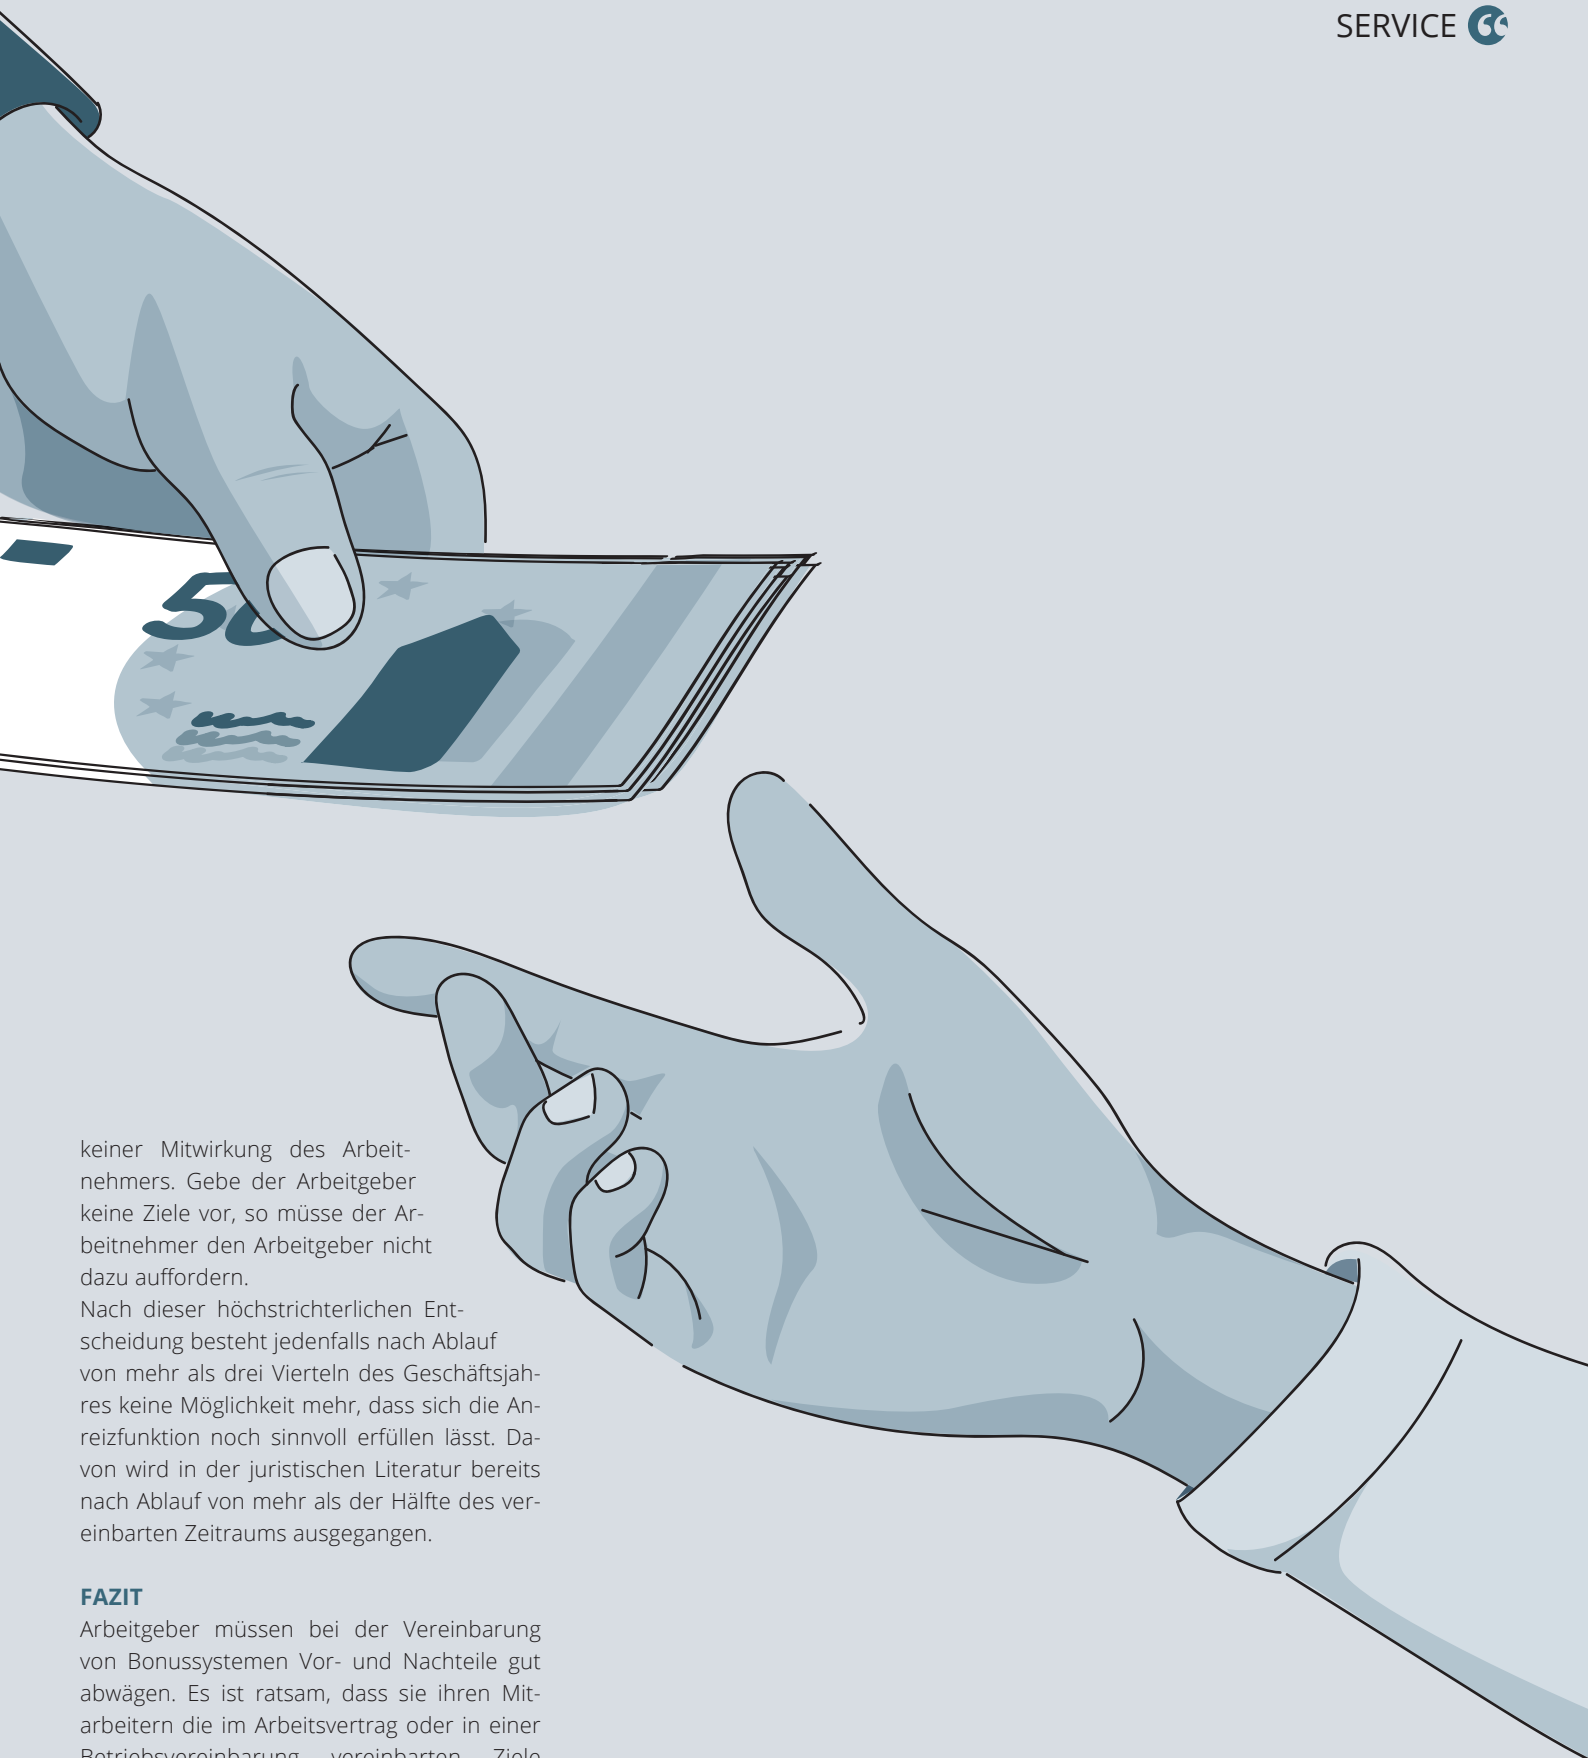 SERVICE
50
keiner Mitwirkung des Arbeit-
nehmers. Gebe der Arbeitgeber
keine Ziele vor, so müsse der Ar-
beitnehmer den Arbeitgeber nicht
dazu auffordern.
Nach dieser höchstrichterlichen Ent-
scheidung besteht jedenfalls nach Ablauf
von mehr als drei Vierteln des Geschäftsjah-
res keine Möglichkeit mehr, dass sich die An-
reizfunktion noch sinnvoll erfüllen lässt. Da-
von wird in der juristischen Literatur bereits
nach Ablauf von mehr als der Hälfte des ver-
einbarten Zeitraums ausgegangen.
FAZIT
Arbeitgeber müssen bei der Vereinbarung
von Bonussystemen Vor- und Nachteile gut
abwägen. Es ist ratsam, dass sie ihren Mit-
arbeitern die im Arbeitsvertrag oder in einer
Betriebsvereinbarung vereinbarten Ziele